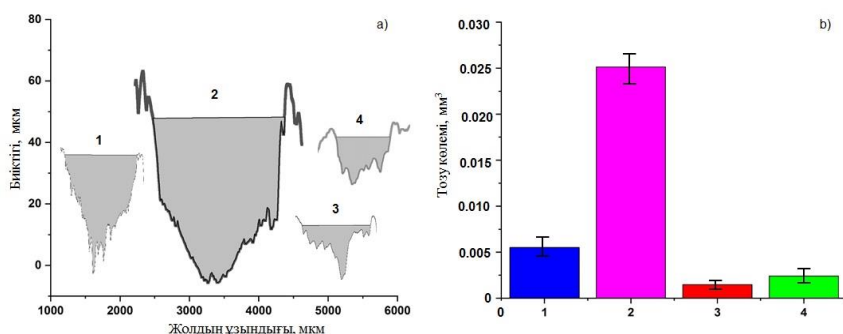 a)
Биіктігі, мкм
80
60
40
20
0
1
2
3
4
1000 2000 3000 4000 5000 6000
Жолдың ұзындығы, мкм
b)
Тозу көлемі, мм³
0.030
0.025
0.020
0.015
0.010
0.005
0
0 1 2 3 4